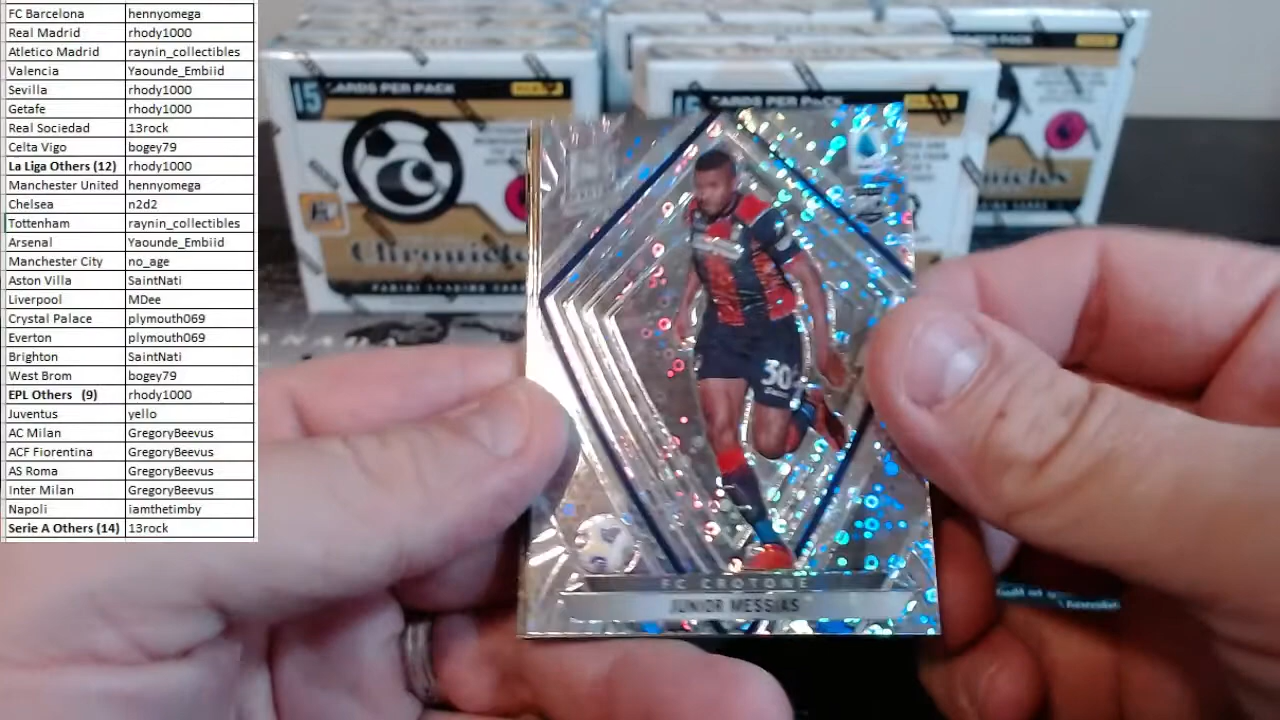 FC Barcelona hennyomega
Real Madrid rhody1000
Atletico Madrid raynin_collectibles
Valencia Yaounde_Embiid
Sevilla rhody1000
Getafe rhody1000
Real Sociedad 13rock
Celta Vigo bogey79
La Liga Others (12) rhody1000
Manchester United hennyomega
Chelsea n2d2
Tottenham raynin_collectibles
Arsenal Yaounde_Embiid
Manchester City no_age
Aston Villa SaintNati
Liverpool MDee
Crystal Palace plymouth069
Everton plymouth069
Brighton SaintNati
West Brom bogey79
EPL Others (9) rhody1000
Juventus yello
AC Milan GregoryBeevus
ACF Fiorentina GregoryBeevus
AS Roma GregoryBeevus
Inter Milan GregoryBeevus
Napoli iamthetimby
Serie A Others (14) 13rock
15 CARDS PER PACK
Chronicles
15 CARDS PER PACK
30
FC CROTONE
JUNIOR MESSIAS